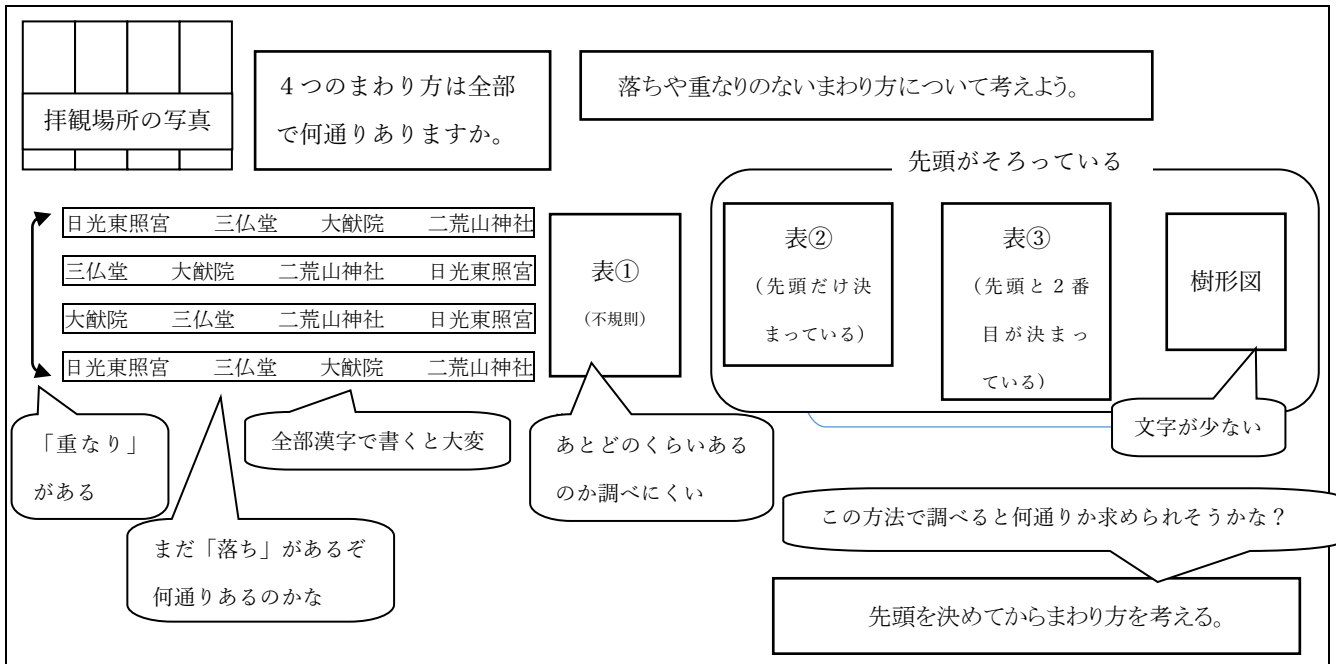 拝観場所の写真
4つのまわり方は全部
で何通りありますか。
落ちや重なりのないまわり方について考えよう。
先頭がそろっている
日光東照宮 三仏堂 大猷院 二荒山神社
三仏堂 大猷院 二荒山神社 日光東照宮
大猷院 三仏堂 二荒山神社 日光東照宮
日光東照宮 三仏堂 大猷院 二荒山神社
表①
(不規則)
表②
(先頭だけ決
まっている)
表③
(先頭と2番
目が決まっ
ている)
樹形図
「重なり」
がある
全部漢字で書くと大変
まだ「落ち」があるぞ
何通りあるのかな
あとどのくらいある
のか調べにくい
文字が少ない
この方法で調べると何通りか求められそうかな?
先頭を決めてからまわり方を考える。